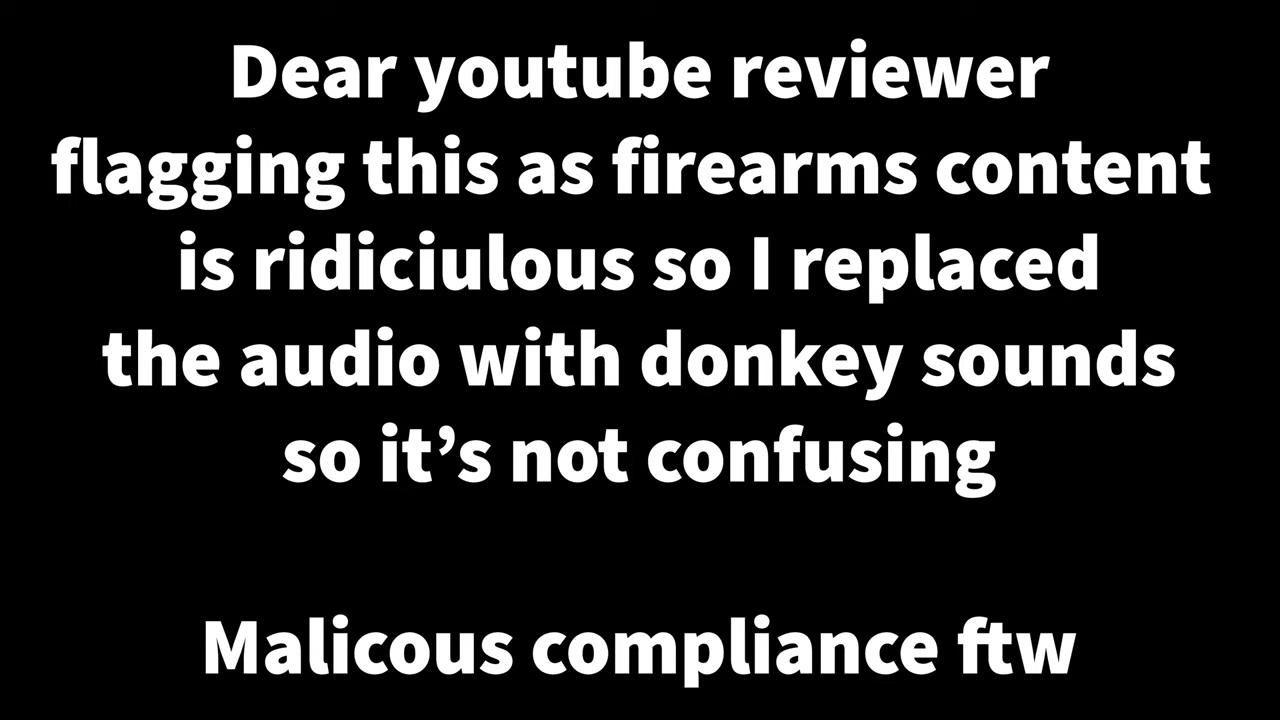 Dear youtube reviewer
flagging this as firearms content
is ridiciulous so I replaced
the audio with donkey sounds
so it’s not confusing
Malicous compliance ftw